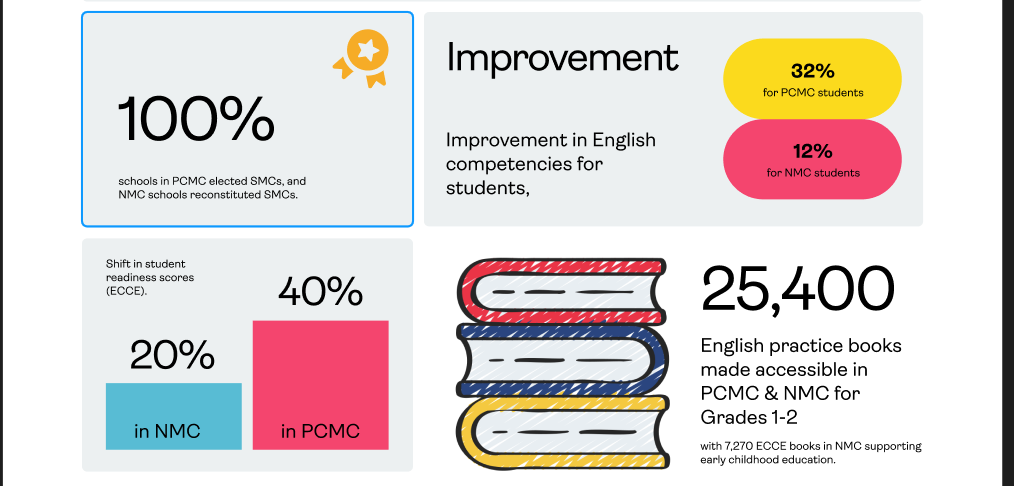 100%
schools in PCMC elected SMCs, and
NMC schools reconstituted SMCs.
Improvement
Improvement in English
competencies for
students,
32%
for PCMC students
12%
for NMC students
Shift in student
readiness scores
(ECCE).
20%
in NMC
40%
in PCMC
25,400
English practice books
made accessible in
PCMC & NMC for
Grades 1-2
with 7,270 ECCE books in NMC supporting
early childhood education.